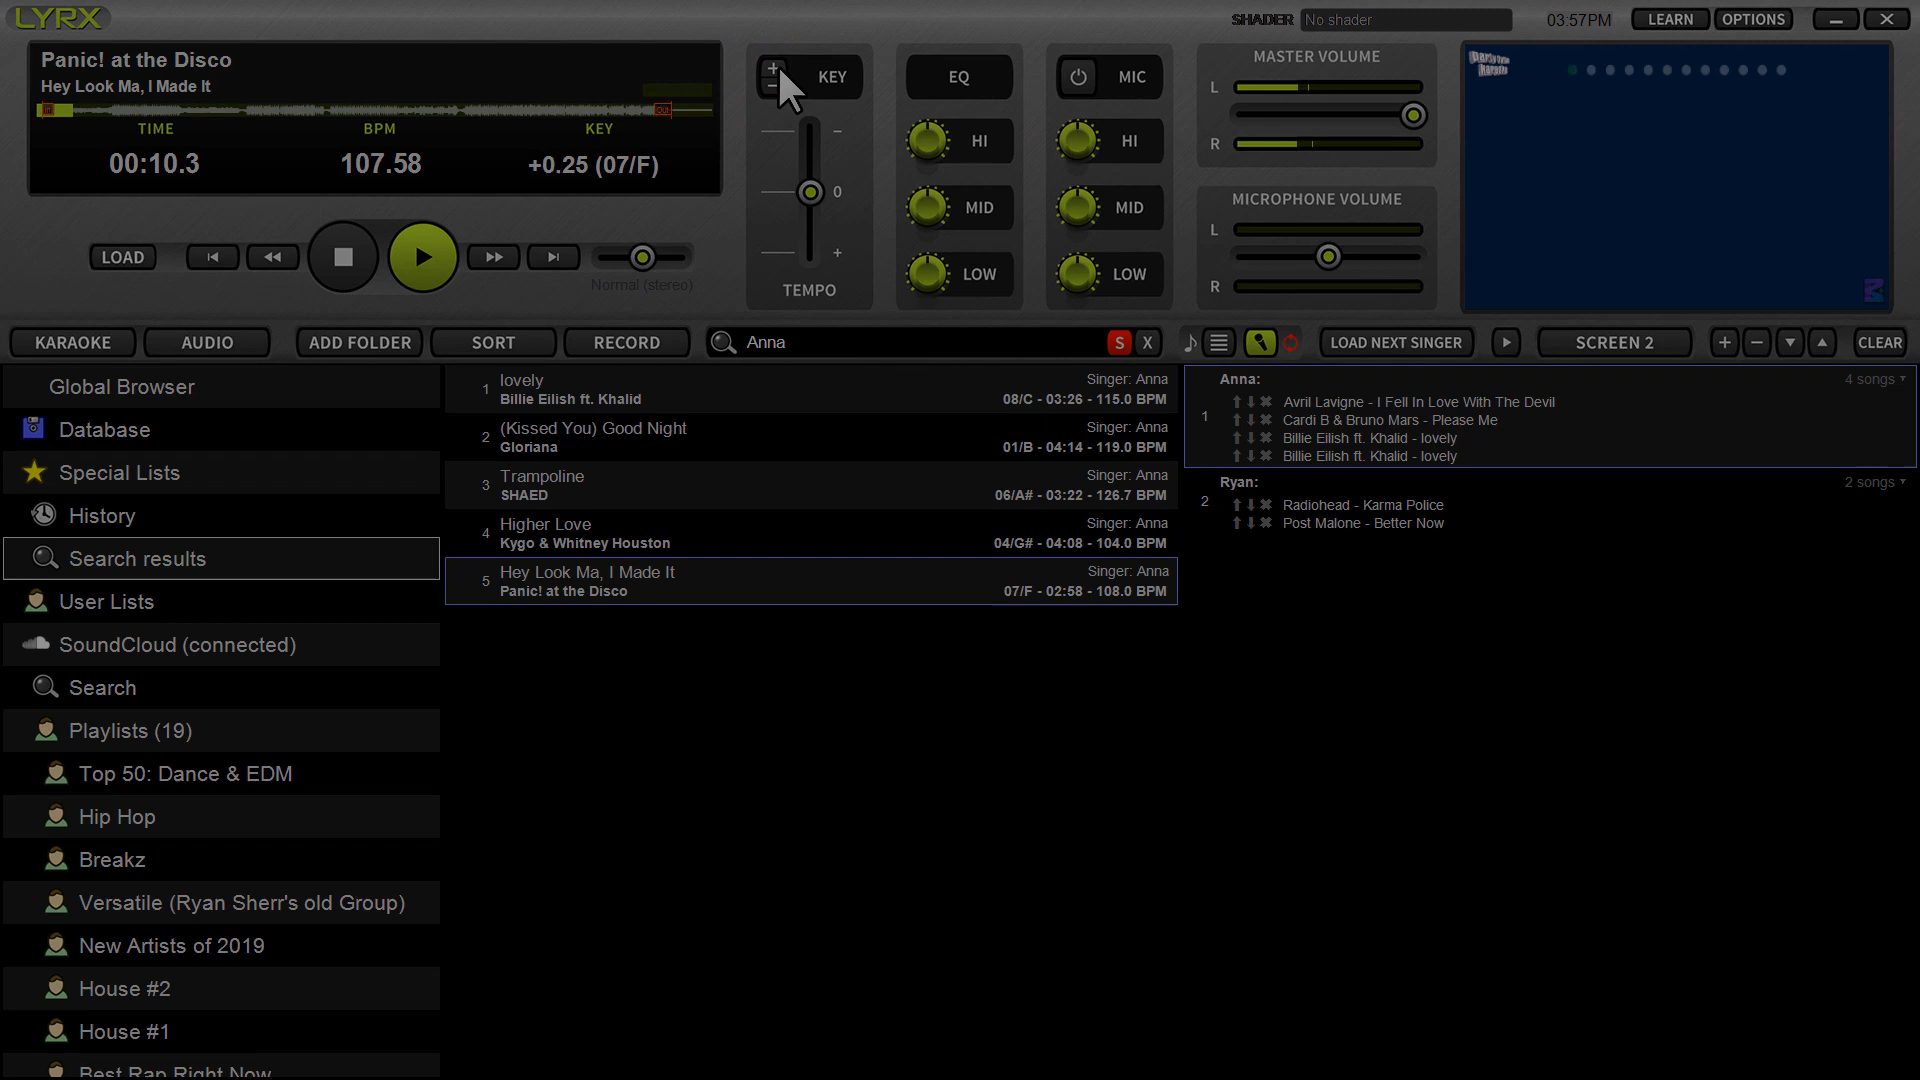 LYRX
SHADER No shader 03:57PM LEARN OPTIONS
Panic! at the Disco
Hey Look Ma, I Made It
TIME BPM KEY
00:10.3 107.58 +0.25 (07/F)
LOAD
Normal (stereo)
KEY
−
0
+
TEMPO
EQ
HI
MID
LOW
MIC
HI
MID
LOW
MASTER VOLUME
L
R
MICROPHONE VOLUME
L
R
KARAOKE AUDIO ADD FOLDER SORT RECORD Anna S X LOAD NEXT SINGER SCREEN 2 + − CLEAR
Global Browser
Database
Special Lists
History
Search results
User Lists
SoundCloud (connected)
Search
Playlists (19)
Top 50: Dance & EDM
Hip Hop
Breakz
Versatile (Ryan Sherr's old Group)
New Artists of 2019
House #2
House #1
Best Rap Right Now
1 lovely Singer: Anna
Billie Eilish ft. Khalid 08/C - 03:26 - 115.0 BPM
2 (Kissed You) Good Night Singer: Anna
Gloriana 01/B - 04:14 - 119.0 BPM
3 Trampoline Singer: Anna
SHAED 06/A# - 03:22 - 126.7 BPM
4 Higher Love Singer: Anna
Kygo & Whitney Houston 04/G# - 04:08 - 104.0 BPM
5 Hey Look Ma, I Made It Singer: Anna
Panic! at the Disco 07/F - 02:58 - 108.0 BPM
Anna: 4 songs
1
Avril Lavigne - I Fell In Love With The Devil
Cardi B & Bruno Mars - Please Me
Billie Eilish ft. Khalid - lovely
Billie Eilish ft. Khalid - lovely
Ryan: 2 songs
2
Radiohead - Karma Police
Post Malone - Better Now